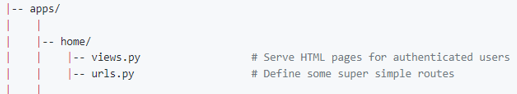 |-- apps/
|    |
|    |-- home/
|    |    |-- views.py                  # Serve HTML pages for authenticated users
|    |    |-- urls.py                   # Define some super simple routes
|    |